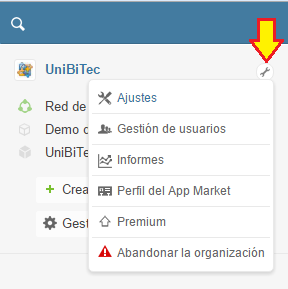 UniBiTec
Ajustes
Red de
Gestión de usuarios
Demo
Informes
UniBiTec
Perfil del App Market
Crea
Premium
Gest
Abandonar la organización